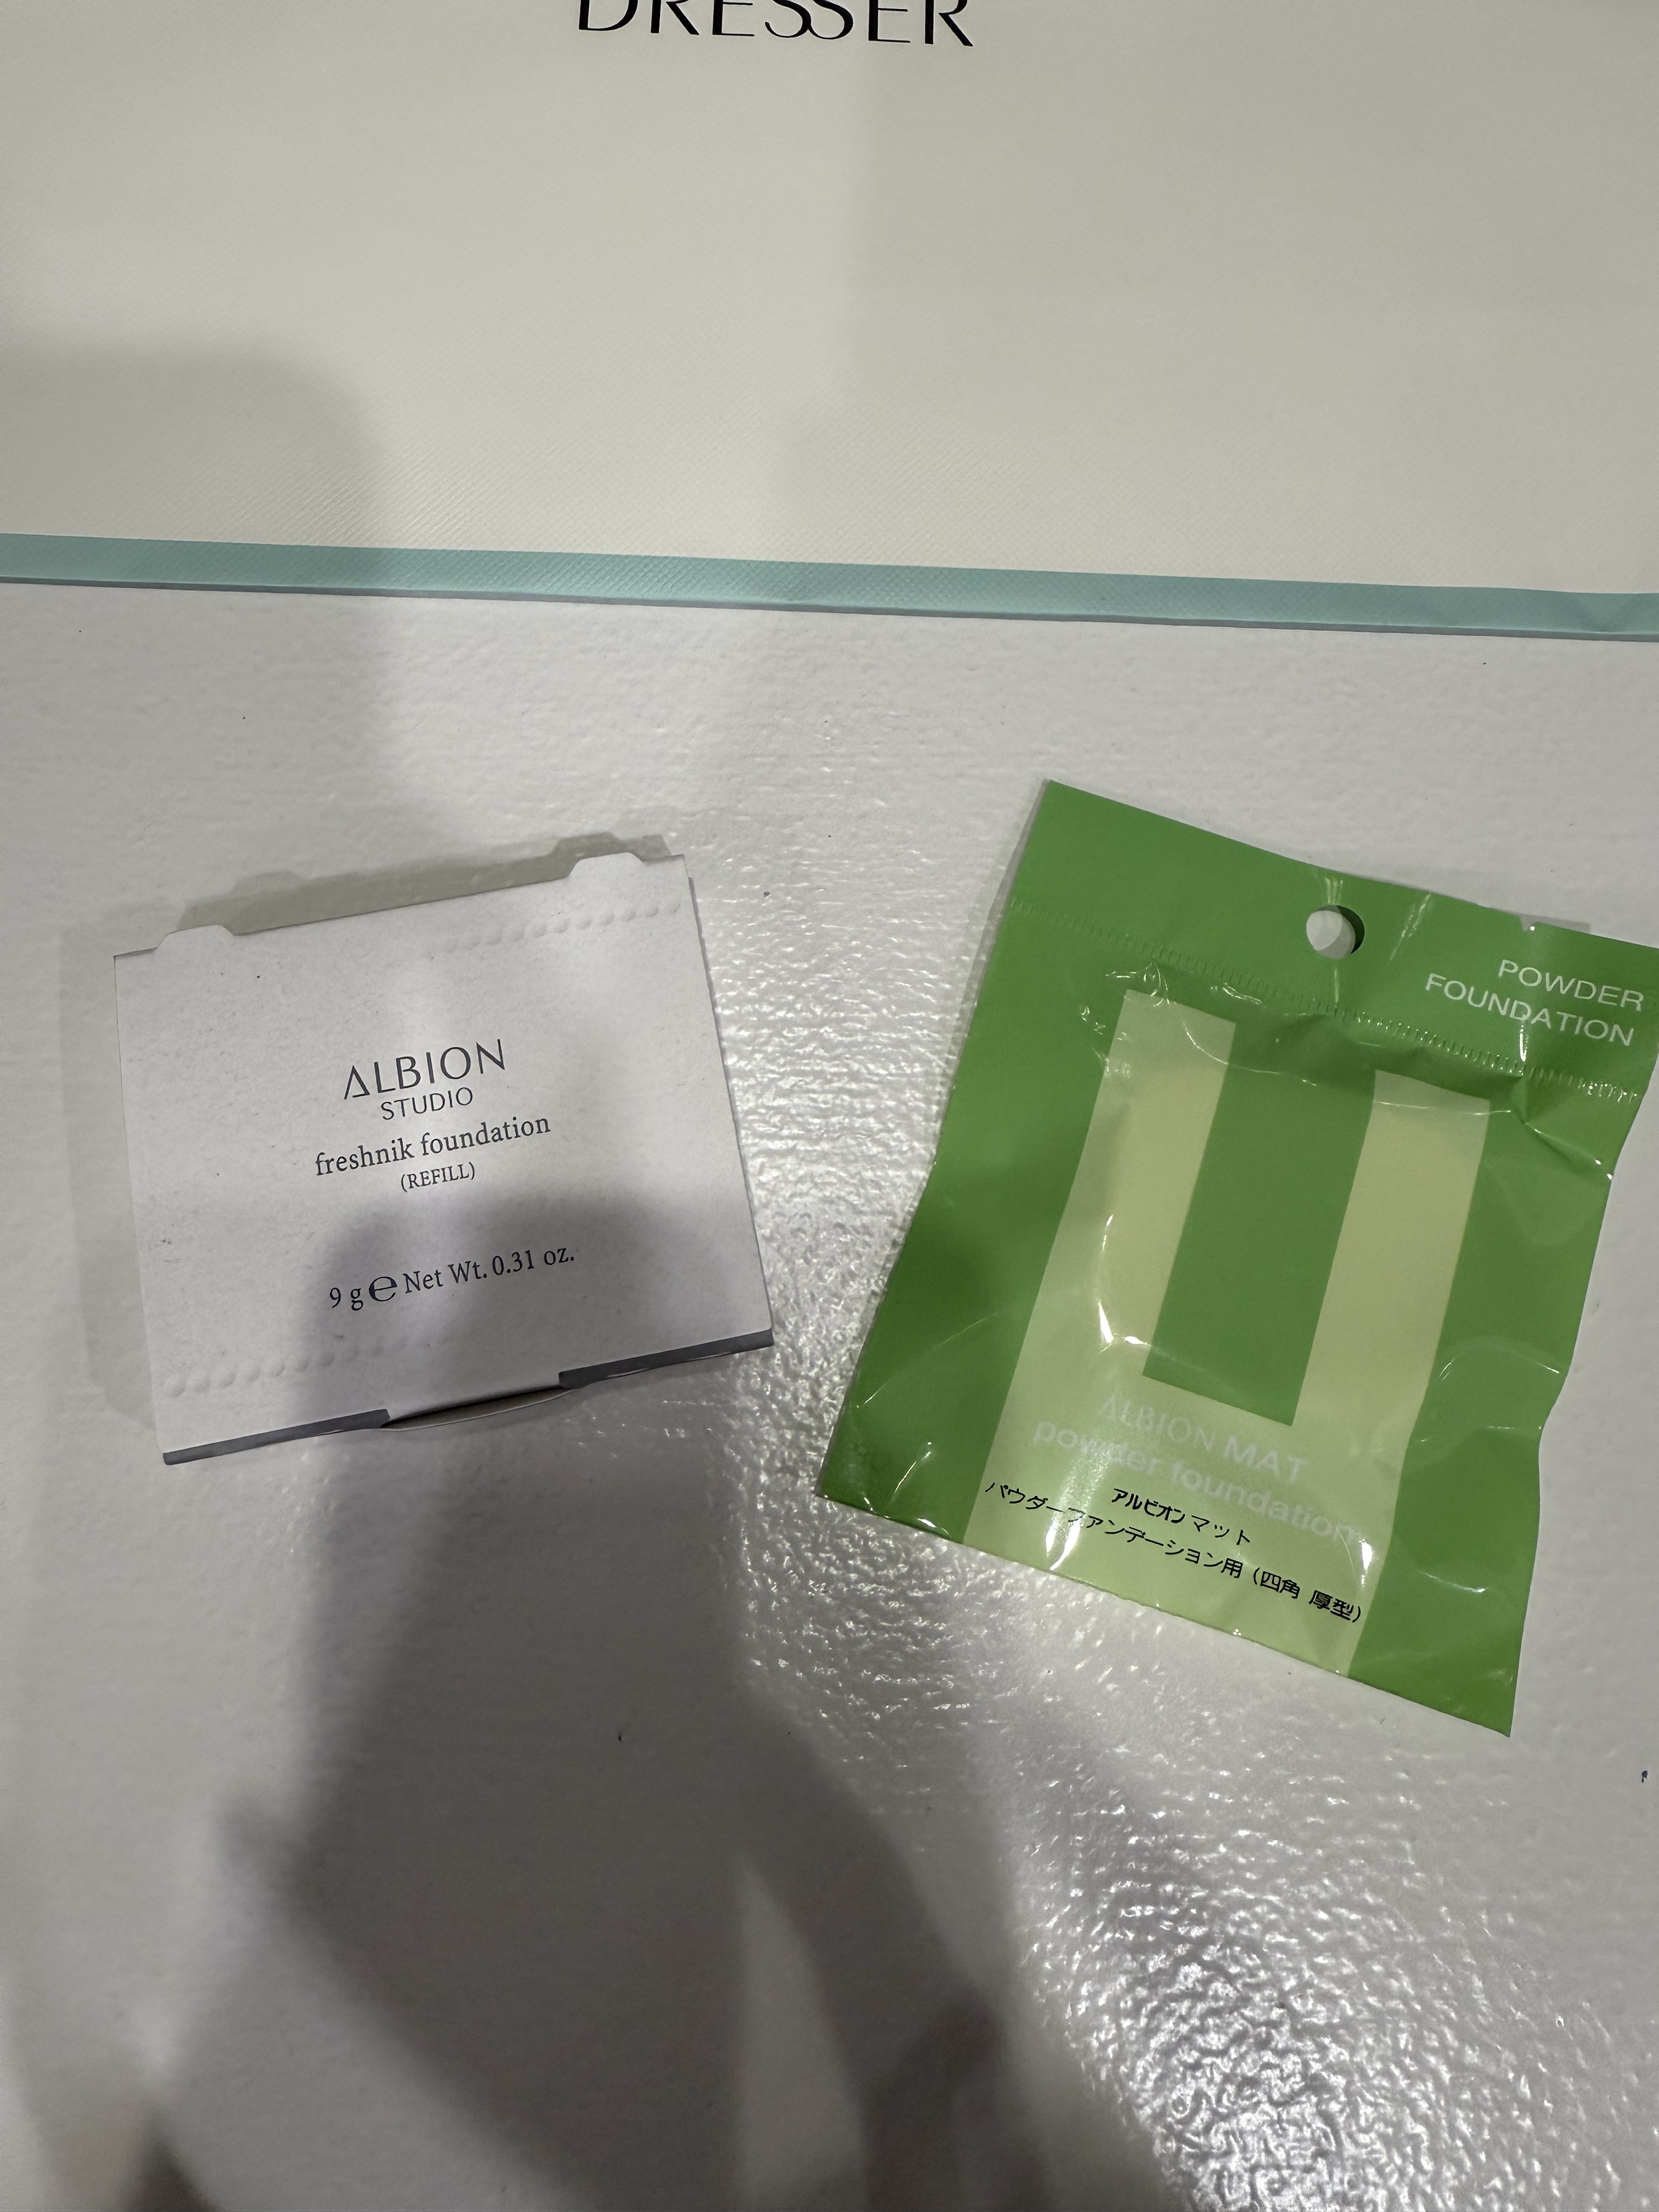 DRESSER
ALBION
STUDIO
freshnik foundation
(REFILL)
9 g ℮ Net Wt. 0.31 oz.
POWDER
FOUNDATION
ALBION MAT
powder foundation
アルビオン マット
パウダーファンデーション用 (四角 厚型)